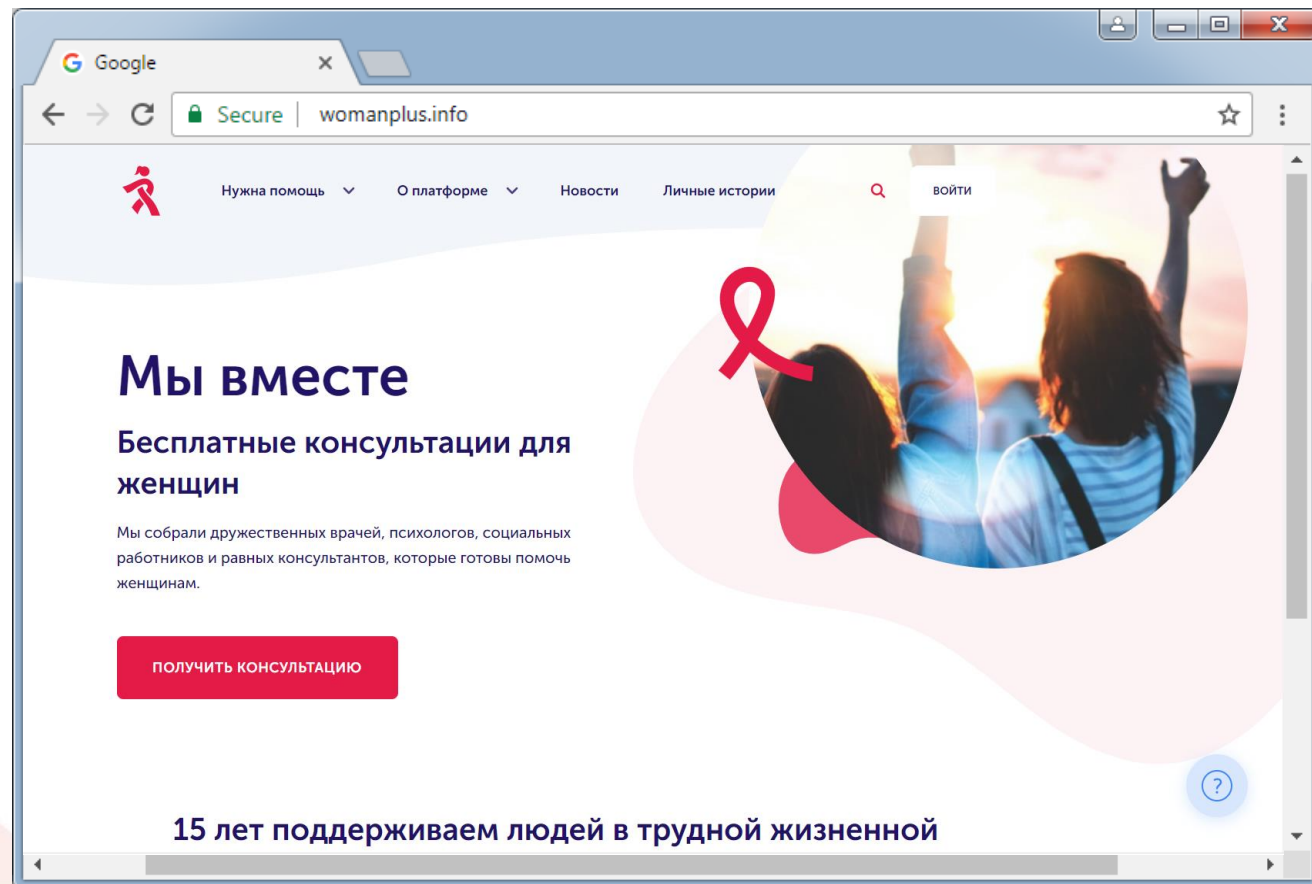 Google
Secure womanplus.info
Нужна помощь О платформе Новости Личные истории ВОЙТИ
Мы вместе
Бесплатные консультации для
женщин
Мы собрали дружественных врачей, психологов, социальных
работников и равных консультантов, которые готовы помочь
женщинам.
ПОЛУЧИТЬ КОНСУЛЬТАЦИЮ
?
15 лет поддерживаем людей в трудной жизненной